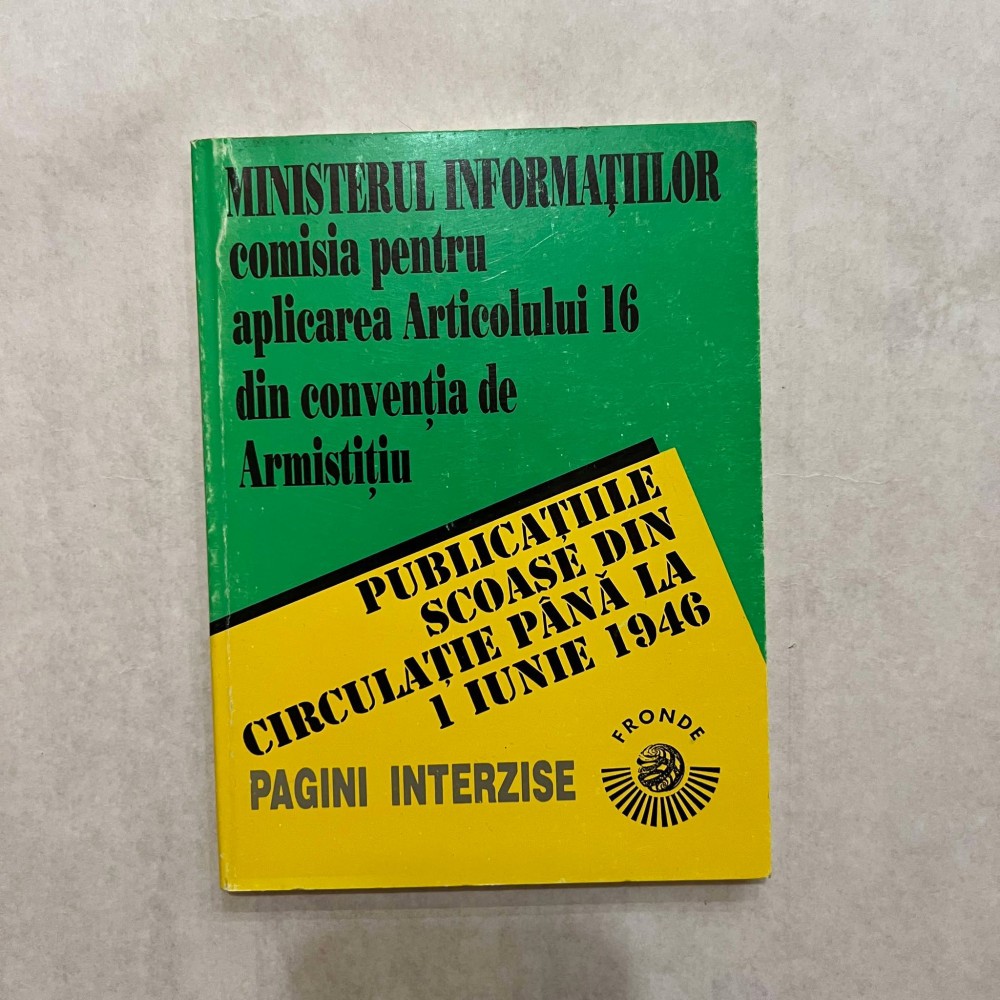 MINISTERUL INFORMAȚIILOR
comisia pentru
aplicarea Articolului 16
din convenția de
Armistițiu
PUBLICAȚIILE
SCOASE DIN
CIRCULAȚIE PÂNĂ LA
1 IUNIE 1946
PAGINI INTERZISE
FRONDE